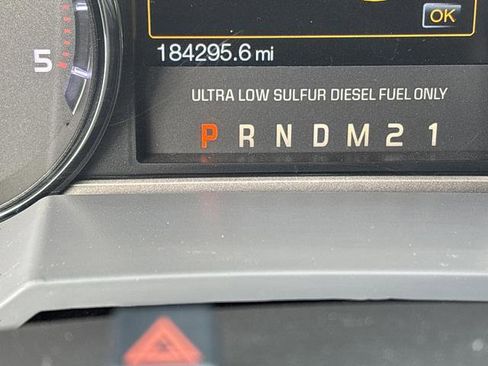 OK
184295.6 mi
5
ULTRA LOW SULFUR DIESEL FUEL ONLY
P R N D M 2 1